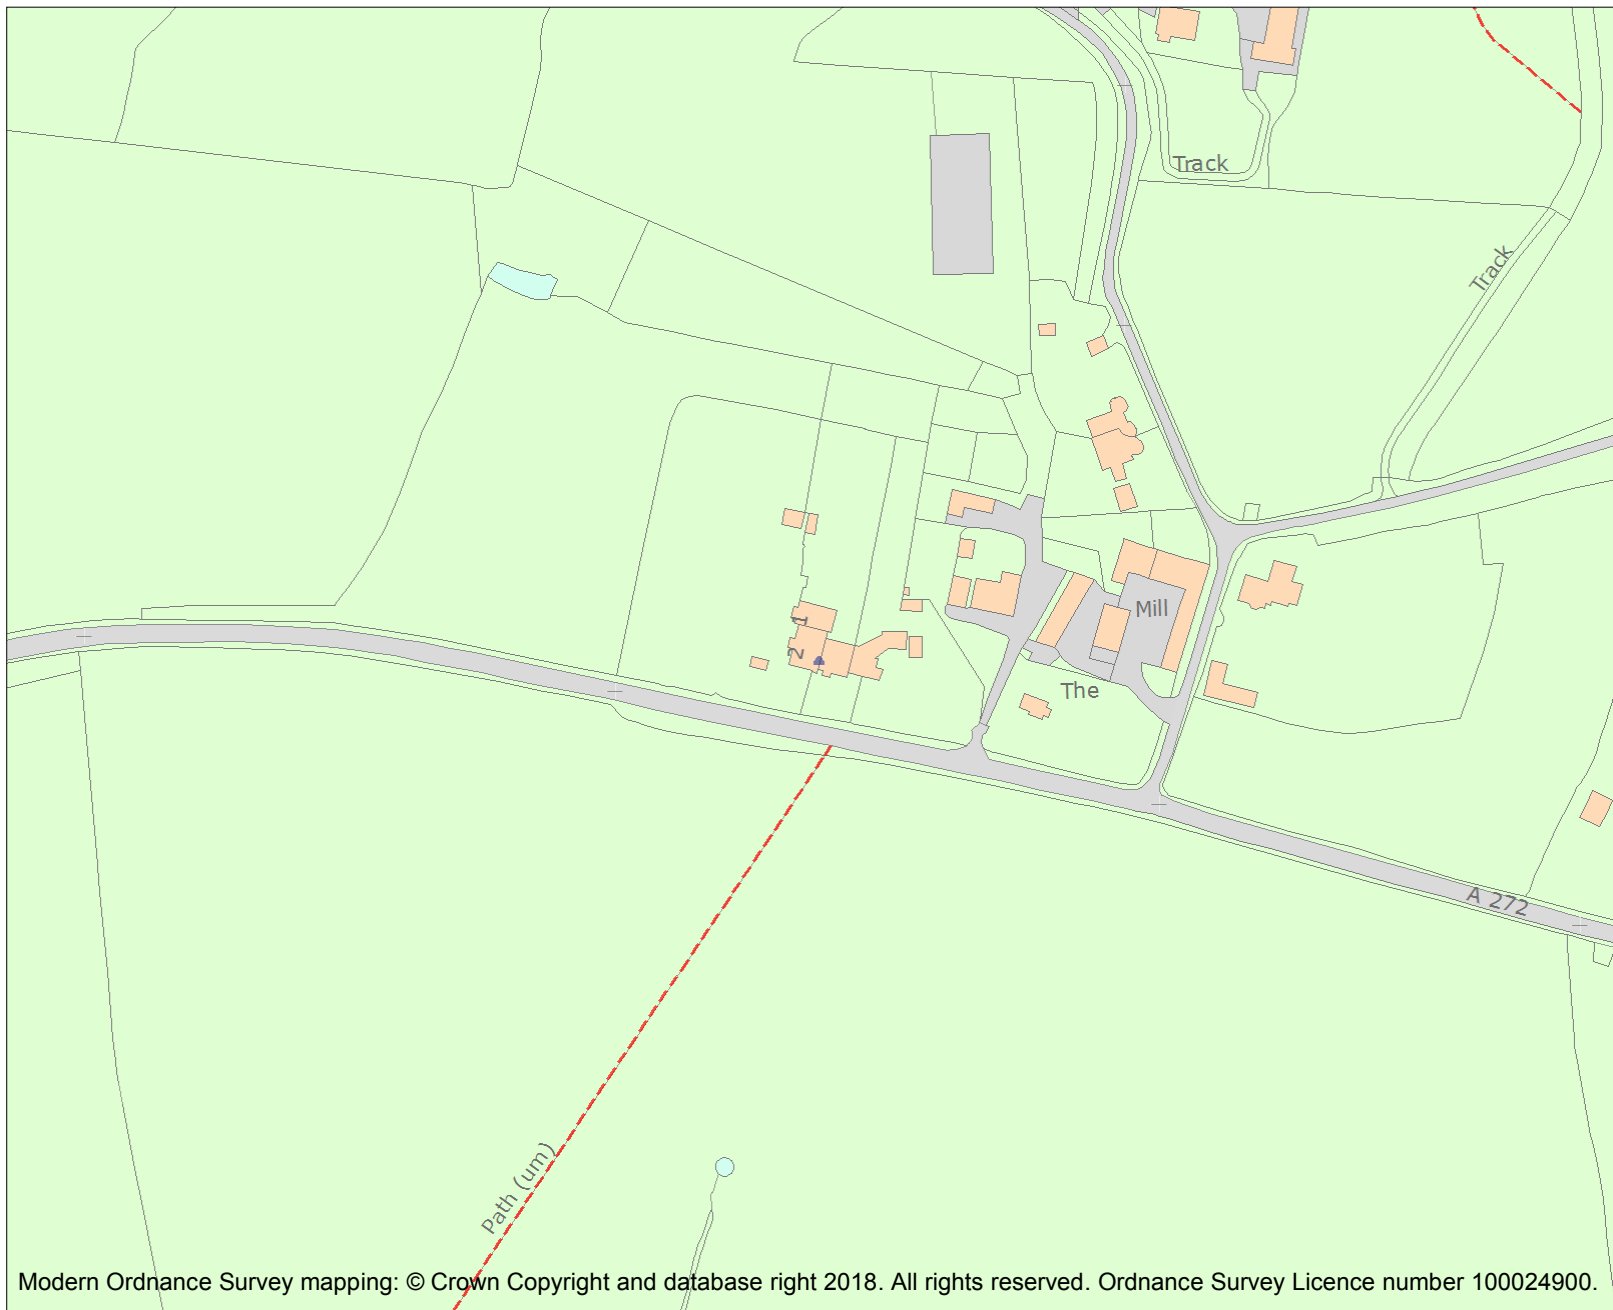 Track
Track
1
2
Mill
The
A 272
Path (um)
Modern Ordnance Survey mapping: © Crown Copyright and database right 2018. All rights reserved. Ordnance Survey Licence number 100024900.